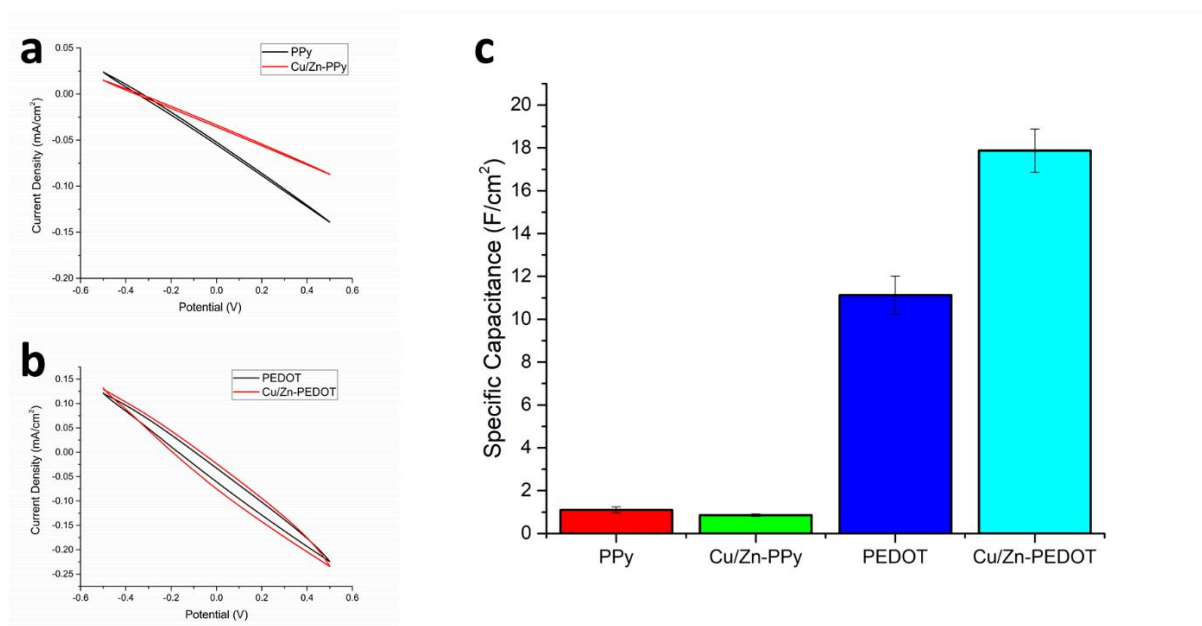 a
PPy
Cu/Zn-PPy
0.05
0.00
-0.05
-0.10
-0.15
-0.20
Current Density (mA/cm²)
-0.6 -0.4 -0.2 0.0 0.2 0.4 0.6
Potential (V)
b
PEDOT
Cu/Zn-PEDOT
0.15
0.10
0.05
0.00
-0.05
-0.10
-0.15
-0.20
-0.25
Current Density (mA/cm²)
-0.6 -0.4 -0.2 0.0 0.2 0.4 0.6
Potential (V)
c
20
18
16
14
12
10
8
6
4
2
0
Specific Capacitance (F/cm²)
PPy Cu/Zn-PPy PEDOT Cu/Zn-PEDOT